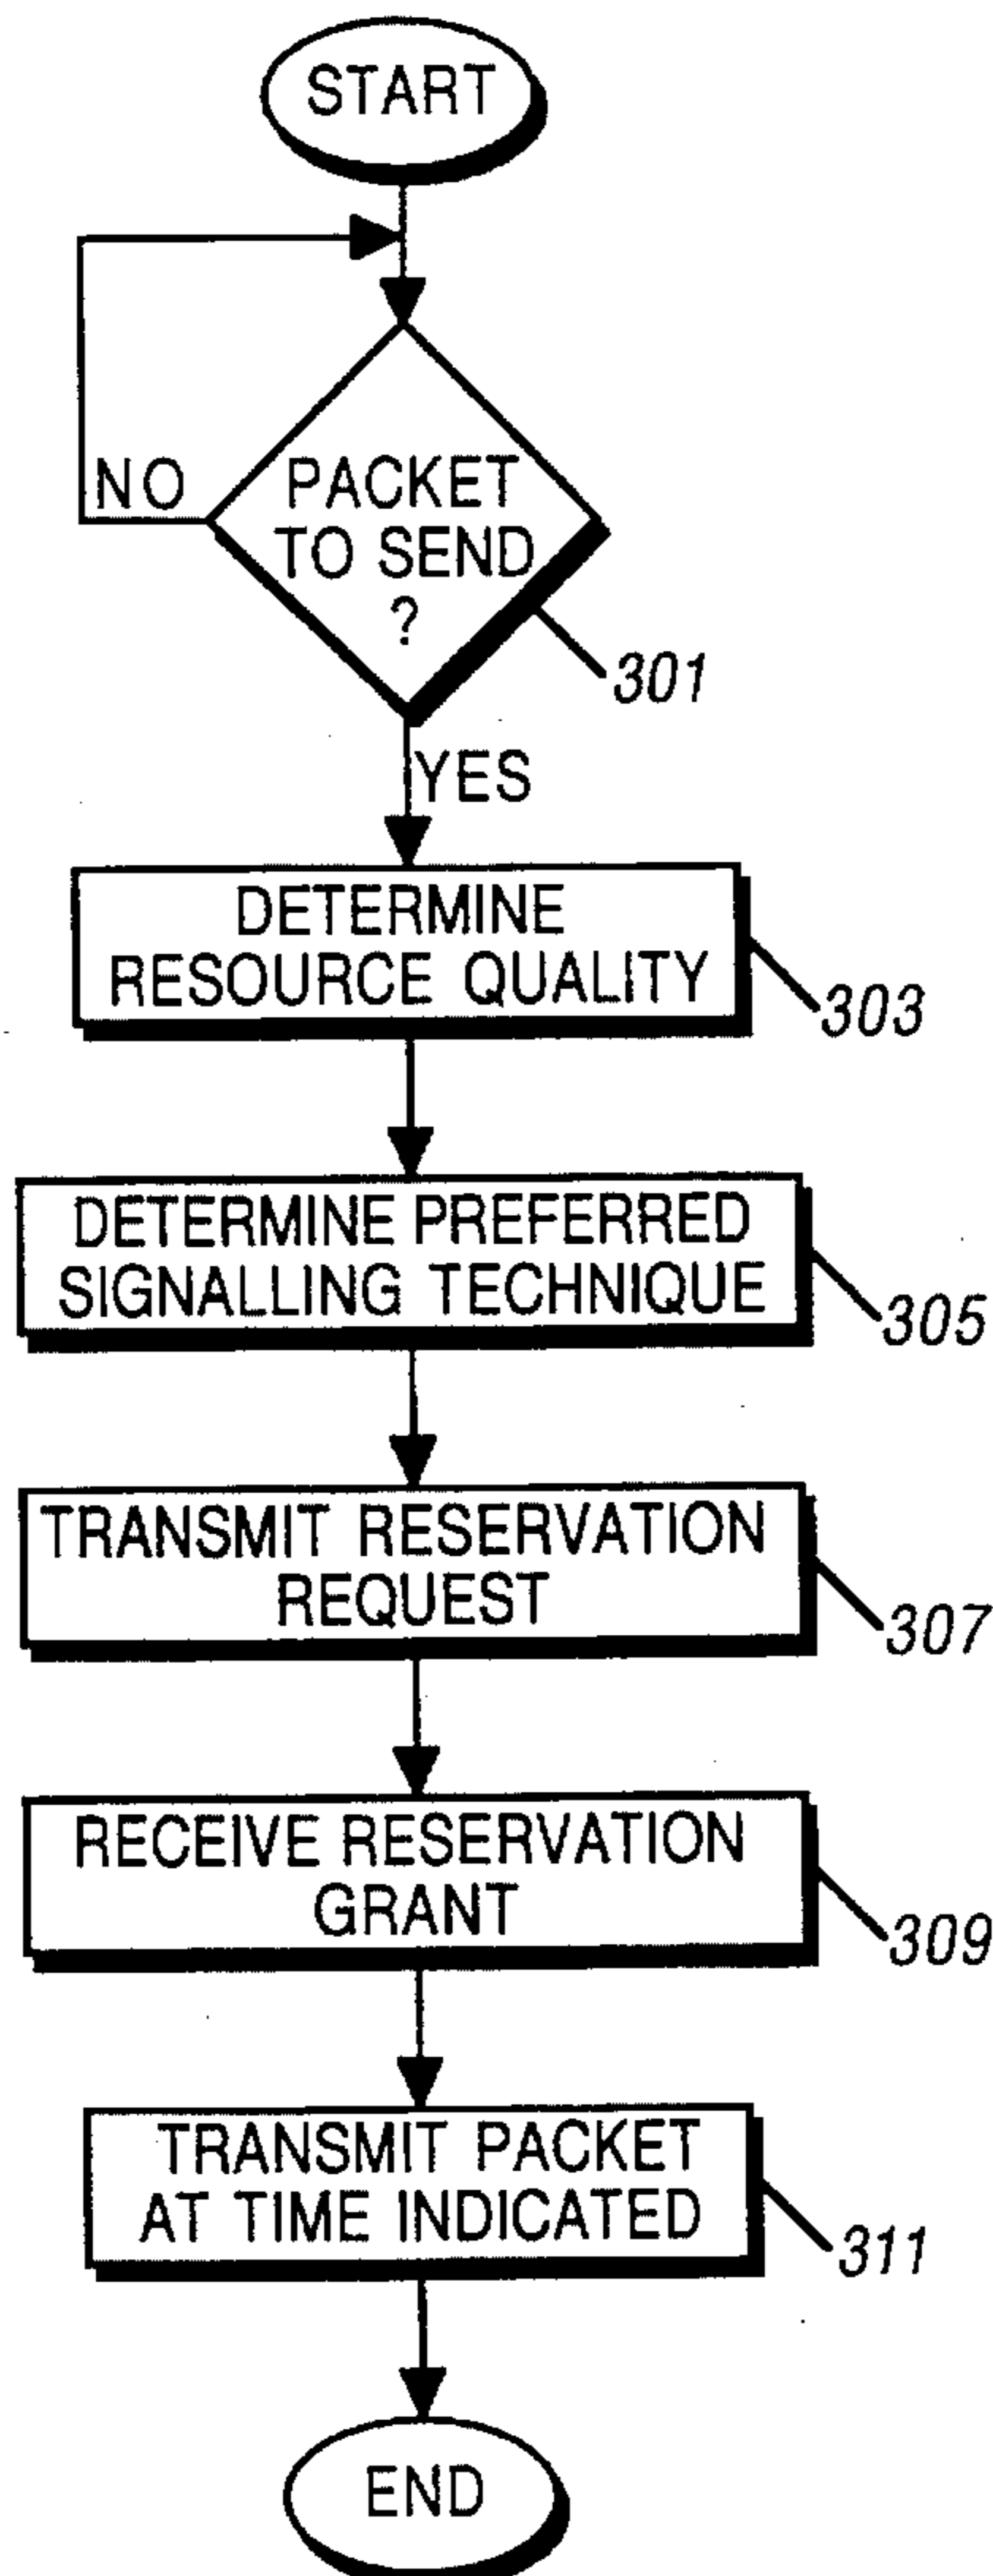 START
NO
PACKET
TO SEND
?
301
YES
DETERMINE
RESOURCE QUALITY
303
DETERMINE PREFERRED
SIGNALLING TECHNIQUE
305
TRANSMIT RESERVATION
REQUEST
307
RECEIVE RESERVATION
GRANT
309
TRANSMIT PACKET
AT TIME INDICATED
311
END